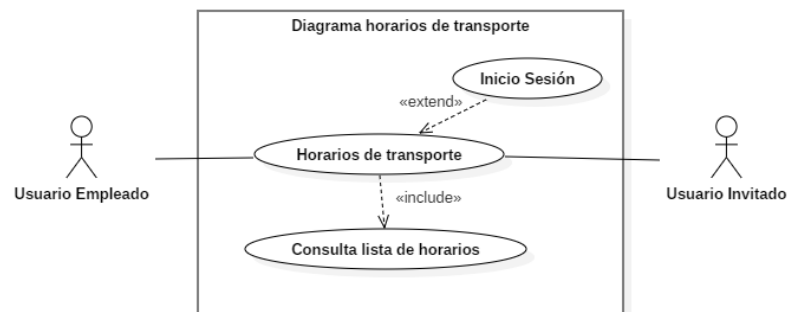 Diagrama horarios de transporte
Inicio Sesión
«extend»
Horarios de transporte
Usuario Empleado
Usuario Invitado
«include»
Consulta lista de horarios